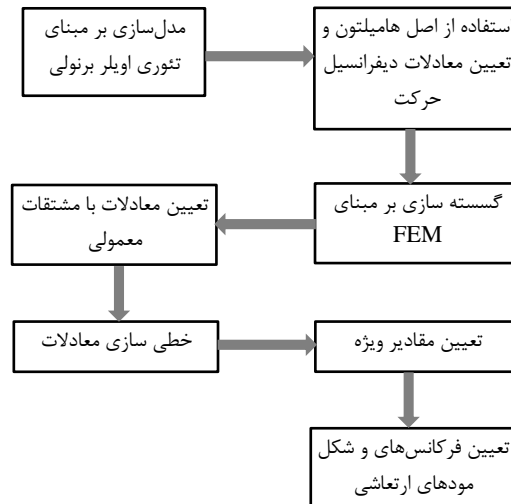 مدل‌سازی بر مبنای
تئوری اویلر برنولی
استفاده از اصل هامیلتون و
تعیین معادلات دیفرانسیل
حرکت
گسسته سازی بر مبنای
FEM
تعیین معادلات با مشتقات
معمولی
خطی سازی معادلات
تعیین مقادیر ویژه
تعیین فرکانس‌های و شکل
مودهای ارتعاشی